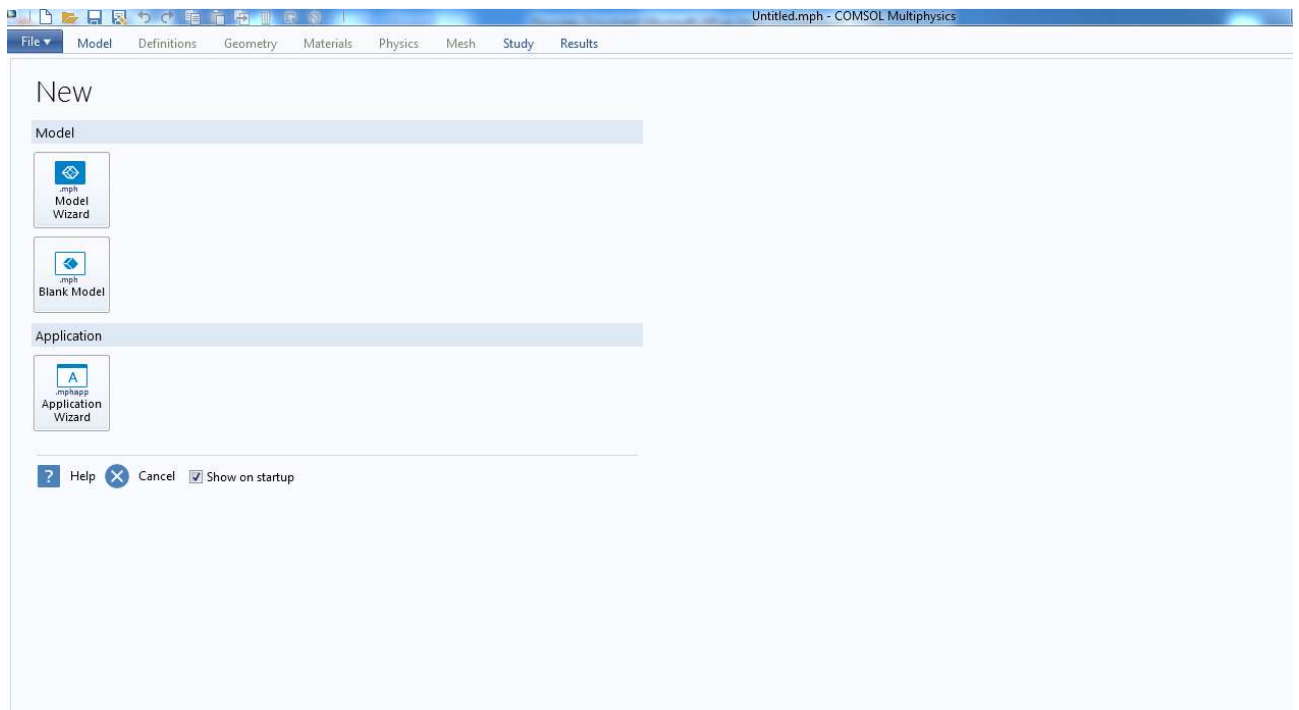 Untitled.mph - COMSOL Multiphysics
File Model Definitions Geometry Materials Physics Mesh Study Results
New
Model
.mph
Model
Wizard
.mph
Blank Model
Application
A
.mphapp
Application
Wizard
? Help Cancel Show on startup